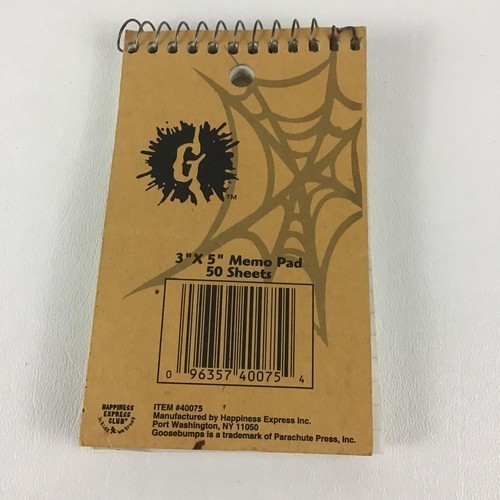 G
TM
3"X 5" Memo Pad
50 Sheets
0 96357 40075 4
HAPPINESS
EXPRESS
CLUB
ITEM #40075
Manufactured by Happiness Express Inc.
Port Washington, NY 11050
Goosebumps is a trademark of Parachute Press, Inc.